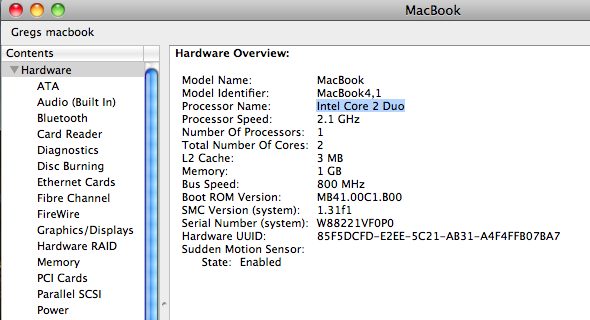 MacBook
Gregs macbook
Contents
Hardware
ATA
Audio (Built In)
Bluetooth
Card Reader
Diagnostics
Disc Burning
Ethernet Cards
Fibre Channel
FireWire
Graphics/Displays
Hardware RAID
Memory
PCI Cards
Parallel SCSI
Power
Hardware Overview:
Model Name: MacBook
Model Identifier: MacBook4,1
Processor Name: Intel Core 2 Duo
Processor Speed: 2.1 GHz
Number Of Processors: 1
Total Number Of Cores: 2
L2 Cache: 3 MB
Memory: 1 GB
Bus Speed: 800 MHz
Boot ROM Version: MB41.00C1.B00
SMC Version (system): 1.31f1
Serial Number (system): W88221VF0P0
Hardware UUID: 85F5DCFD-E2EE-5C21-AB31-A4F4FFB07BA7
Sudden Motion Sensor:
State: Enabled